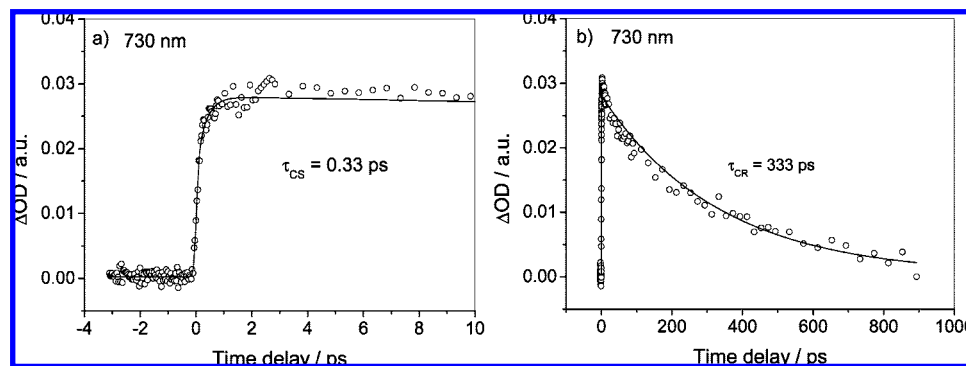 a) 730 nm
ΔOD / a.u.
0.04
0.03
0.02
0.01
0.00
τCS = 0.33 ps
-4 -2 0 2 4 6 8 10
Time delay / ps
b) 730 nm
ΔOD / a.u.
0.04
0.03
0.02
0.01
0.00
τCR = 333 ps
0 200 400 600 800 1000
Time delay / ps